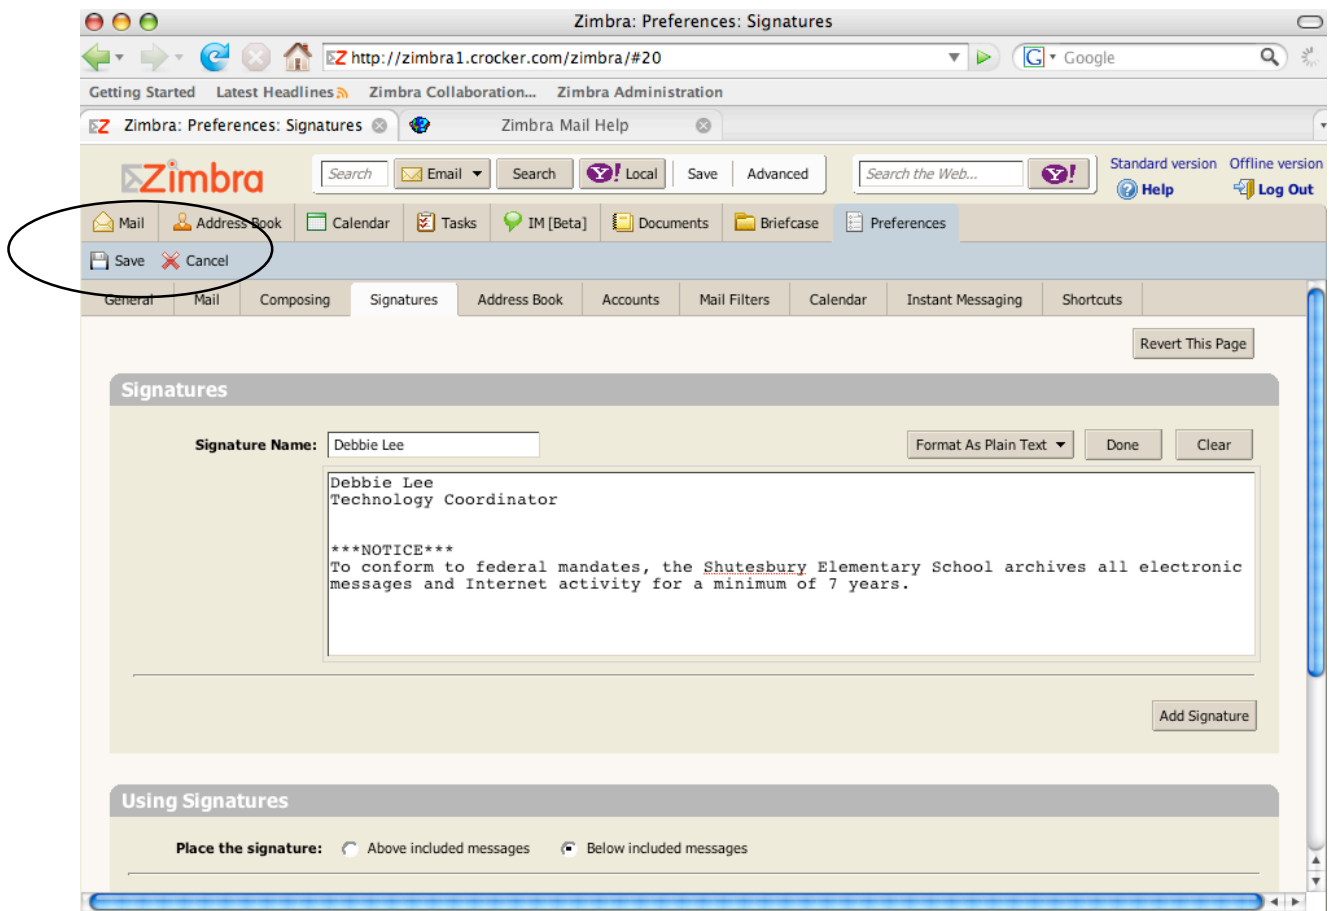 Zimbra: Preferences: Signatures
http://zimbra1.crocker.com/zimbra/#20
G Google
Getting Started Latest Headlines Zimbra Collaboration... Zimbra Administration
Zimbra: Preferences: Signatures Zimbra Mail Help
Zimbra Search Email Search Y! Local Save Advanced Search the Web... Y! Standard version Offline version
Help Log Out
Mail Address Book Calendar Tasks IM [Beta] Documents Briefcase Preferences
Save Cancel
General Mail Composing Signatures Address Book Accounts Mail Filters Calendar Instant Messaging Shortcuts
Revert This Page
Signatures
Signature Name: Debbie Lee Format As Plain Text Done Clear
Debbie Lee
Technology Coordinator
***NOTICE***
To conform to federal mandates, the Shutesbury Elementary School archives all electronic
messages and Internet activity for a minimum of 7 years.
Add Signature
Using Signatures
Place the signature: Above included messages Below included messages